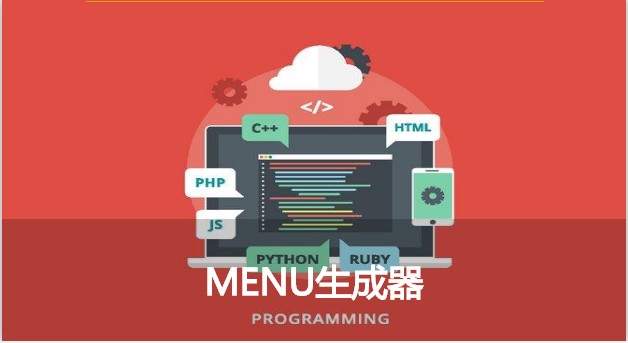 </>
C++
HTML
PHP
JS
PYTHON
RUBY
MENU生成器
PROGRAMMING